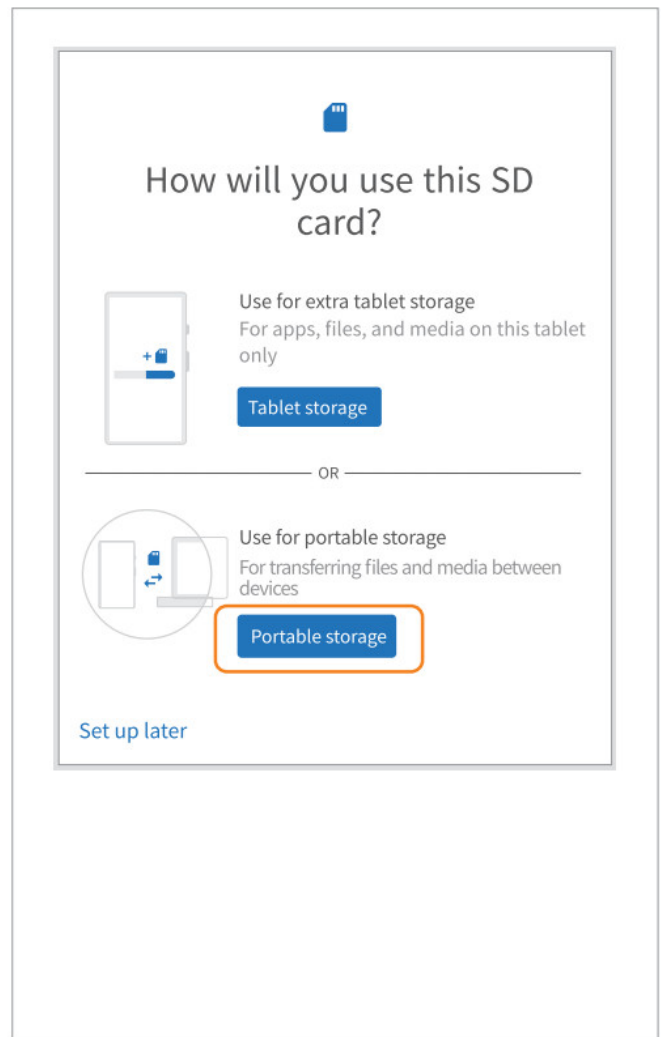 How will you use this SD
card?
Use for extra tablet storage
For apps, files, and media on this tablet
only
Tablet storage
OR
Use for portable storage
For transferring files and media between
devices
Portable storage
Set up later